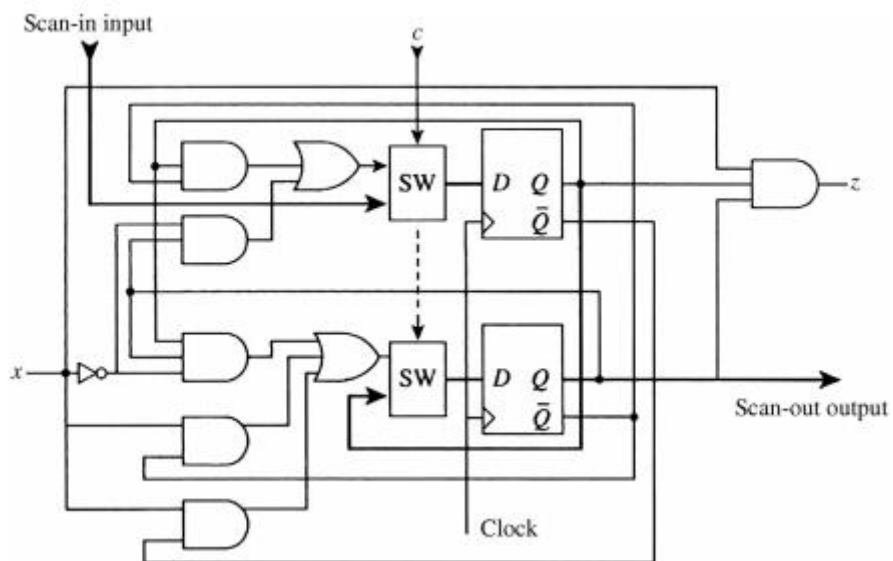 Scan-in input
c
SW
D Q
Q̄
z
x
SW
D Q
Q̄
Scan-out output
Clock